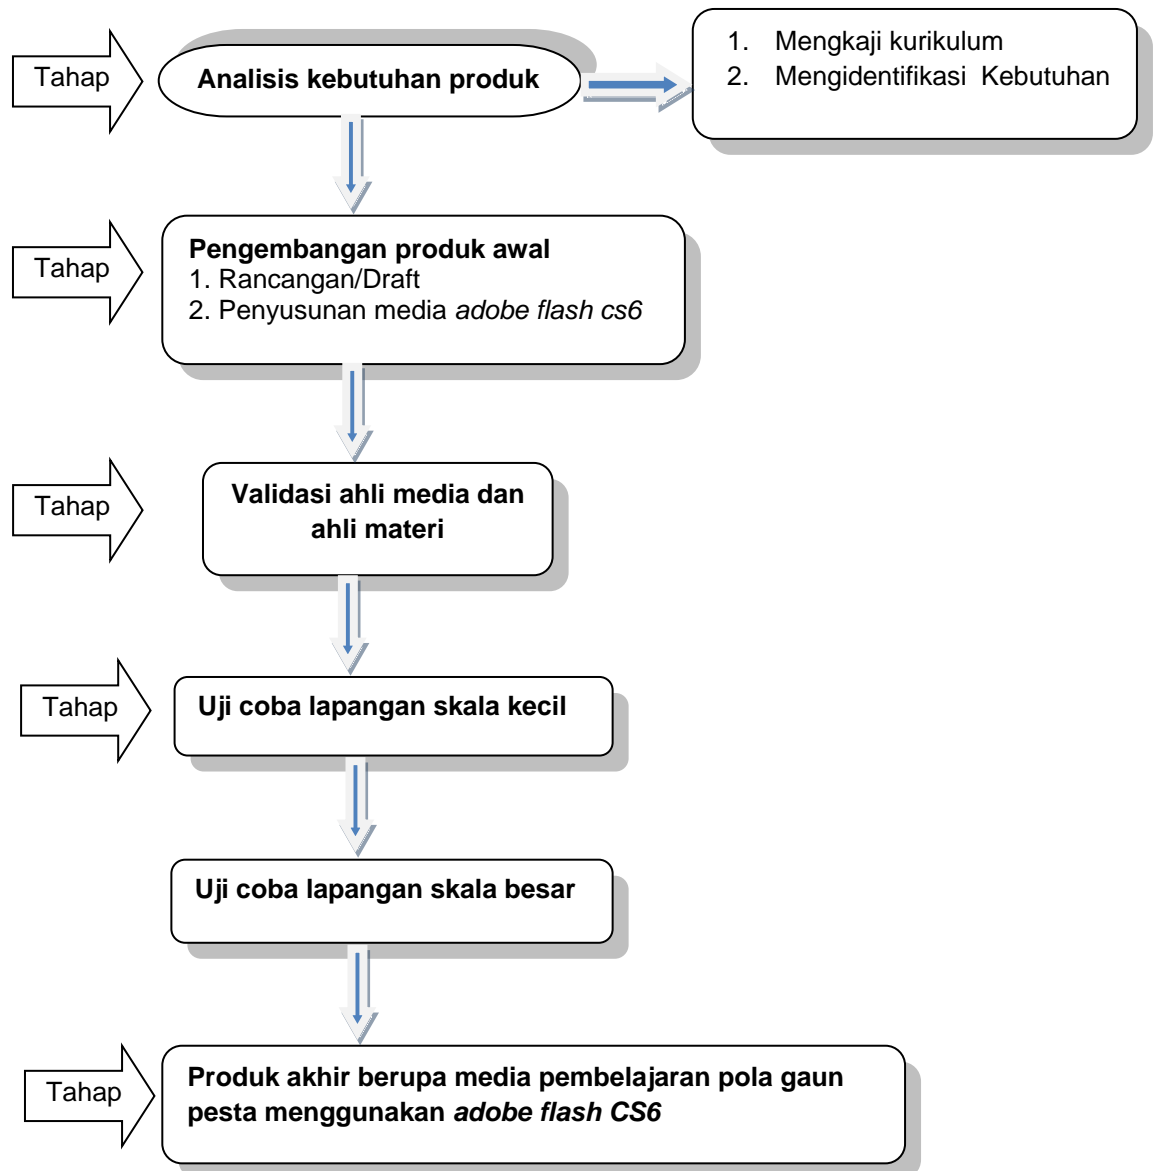 Tahap
Analisis kebutuhan produk
1. Mengkaji kurikulum
2. Mengidentifikasi Kebutuhan
Tahap
Pengembangan produk awal
1. Rancangan/Draft
2. Penyusunan media adobe flash cs6
Tahap
Validasi ahli media dan
ahli materi
Tahap
Uji coba lapangan skala kecil
Uji coba lapangan skala besar
Tahap
Produk akhir berupa media pembelajaran pola gaun
pesta menggunakan adobe flash CS6